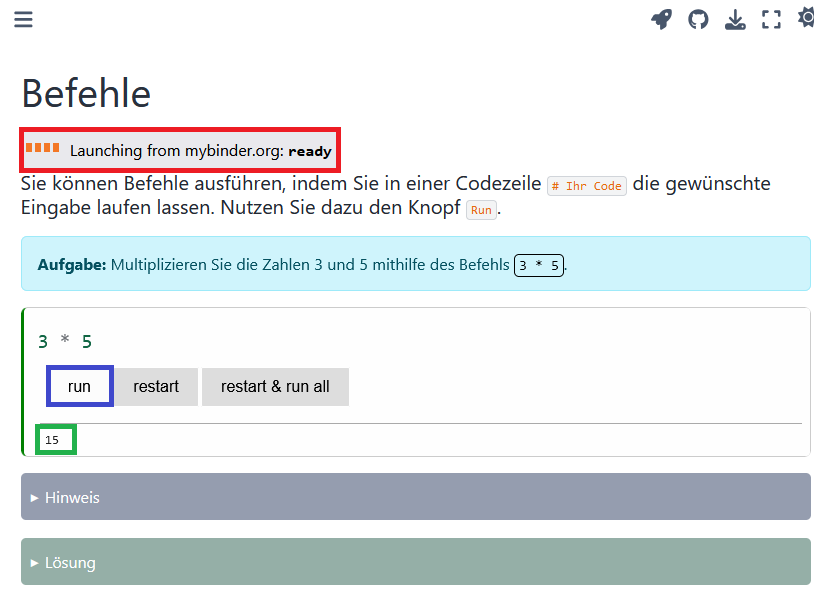 Befehle
Launching from mybinder.org: ready
Sie können Befehle ausführen, indem Sie in einer Codezeile # Ihr Code die gewünschte
Eingabe laufen lassen. Nutzen Sie dazu den Knopf Run.
Aufgabe: Multiplizieren Sie die Zahlen 3 und 5 mithilfe des Befehls 3 * 5.
3 * 5
run restart restart & run all
15
▸ Hinweis
▸ Lösung